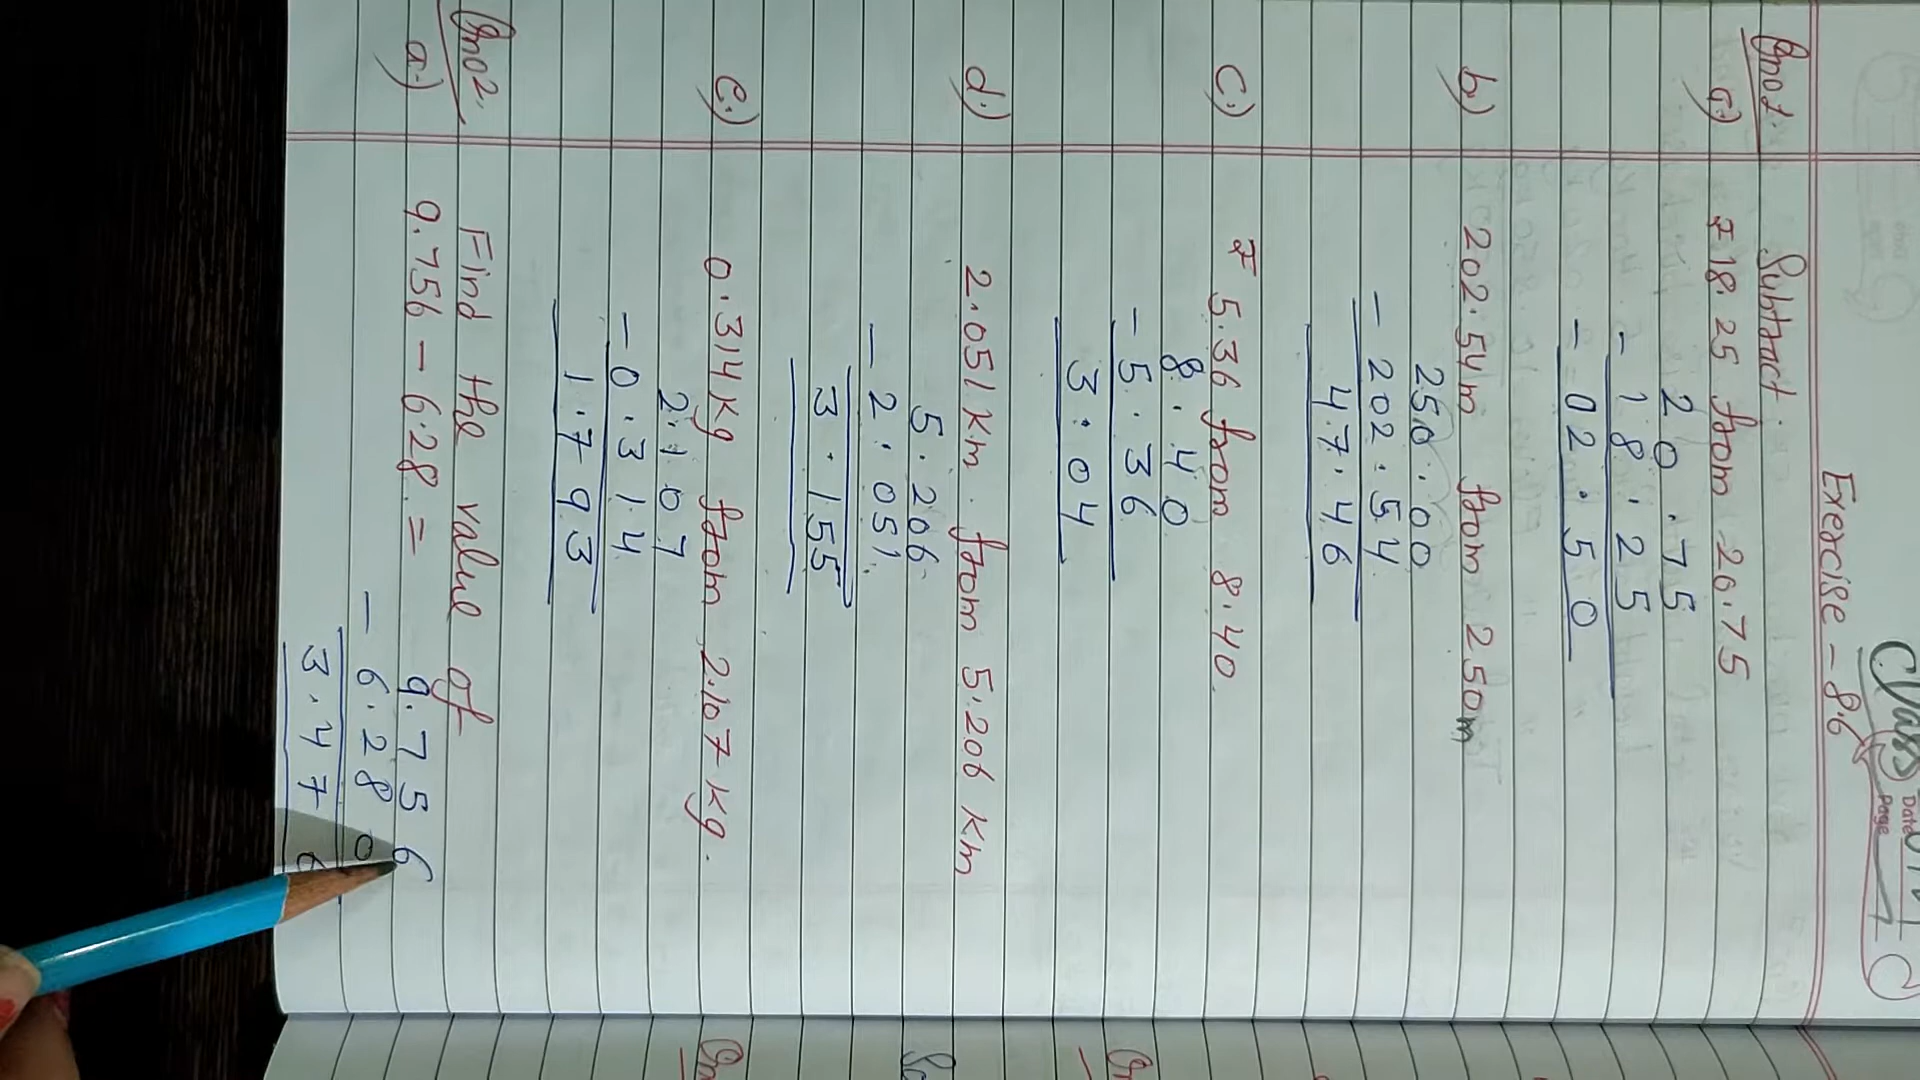 Class
Date
Page
Exercise - 8.6
Qno1. Subtract.
a.) ₹ 18.25 from 20.75
20.75
- 18.25
- 02.50
b.) 202.54m from 250m
250.00
- 202.54
47.46
c.) ₹ 5.36 from 8.40.
8.40
- 5.36
3.04
d.) 2.051 Km. from 5.206 Km
5.206
- 2.051
3.155
e.) 0.314 Kg from 2.107 Kg.
2.107
- 0.314
1.793
Qno2. Find the value of
a.) 9.756 - 6.28 =
9.756
- 6.280
3.476